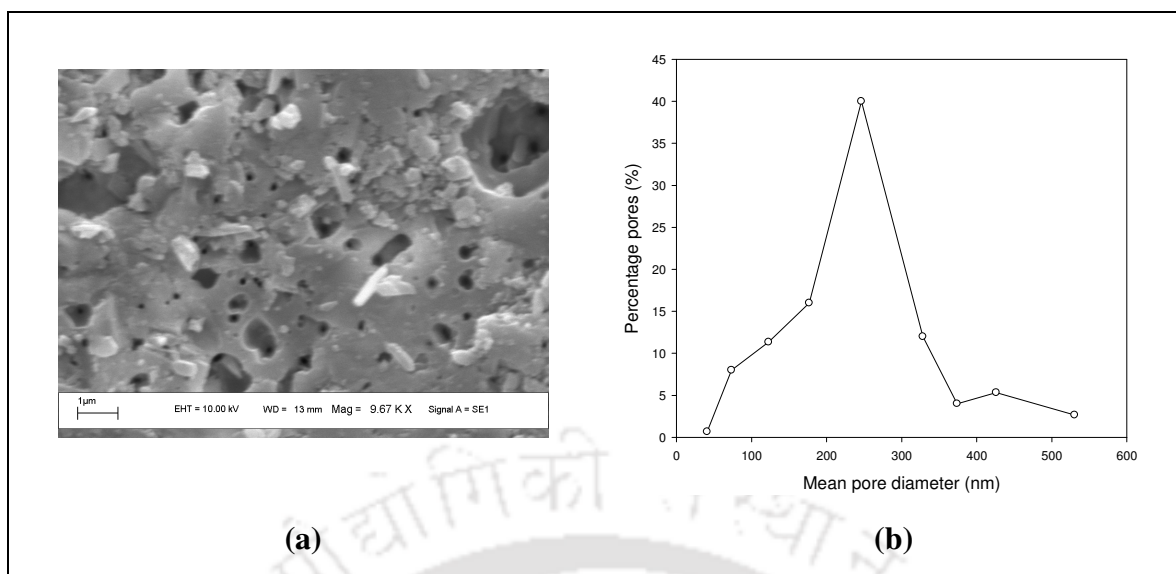 1µm
EHT = 10.00 kV WD = 13 mm Mag = 9.67 K X Signal A = SE1
45
40
35
30
25
20
15
10
5
0
Percentage pores (%)
0 100 200 300 400 500 600
Mean pore diameter (nm)
(a) (b)